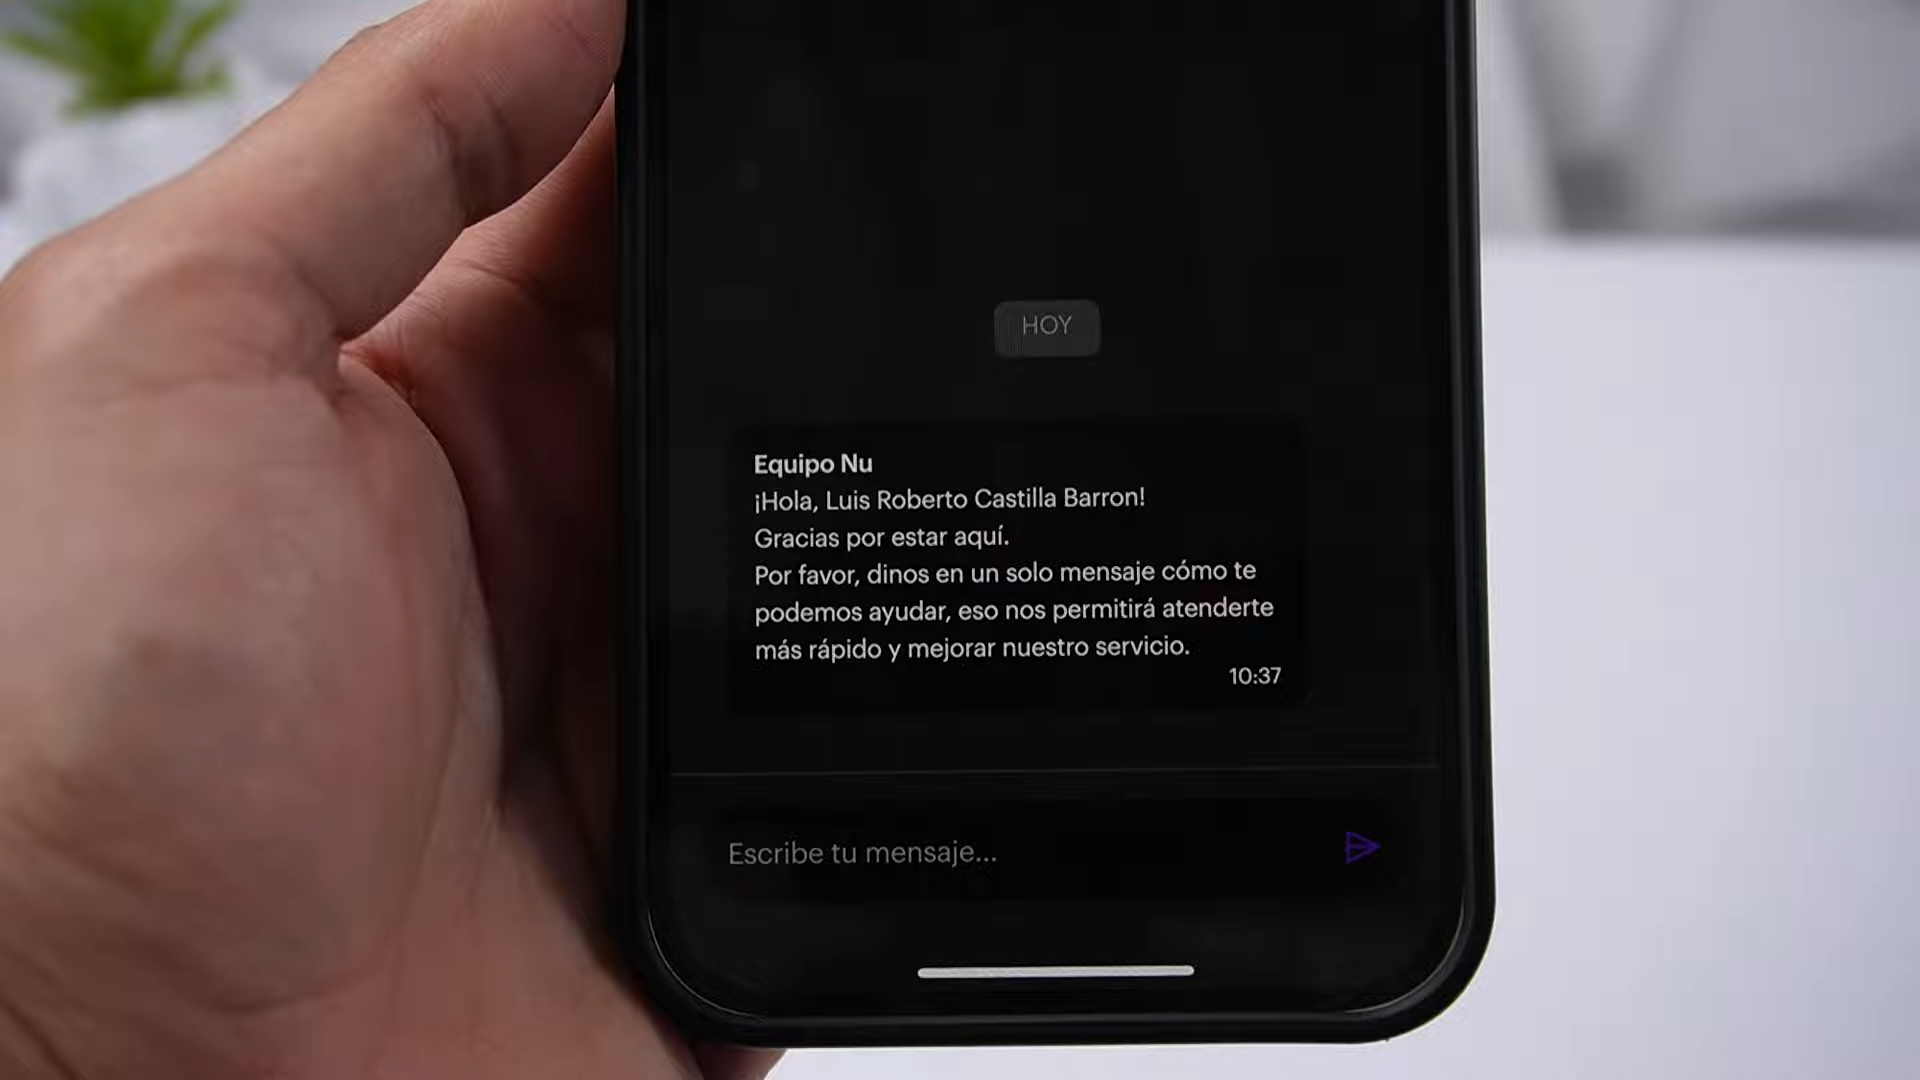 HOY
Equipo Nu
¡Hola, Luis Roberto Castilla Barron!
Gracias por estar aquí.
Por favor, dinos en un solo mensaje cómo te
podemos ayudar, eso nos permitirá atenderte
más rápido y mejorar nuestro servicio.
10:37
Escribe tu mensaje...